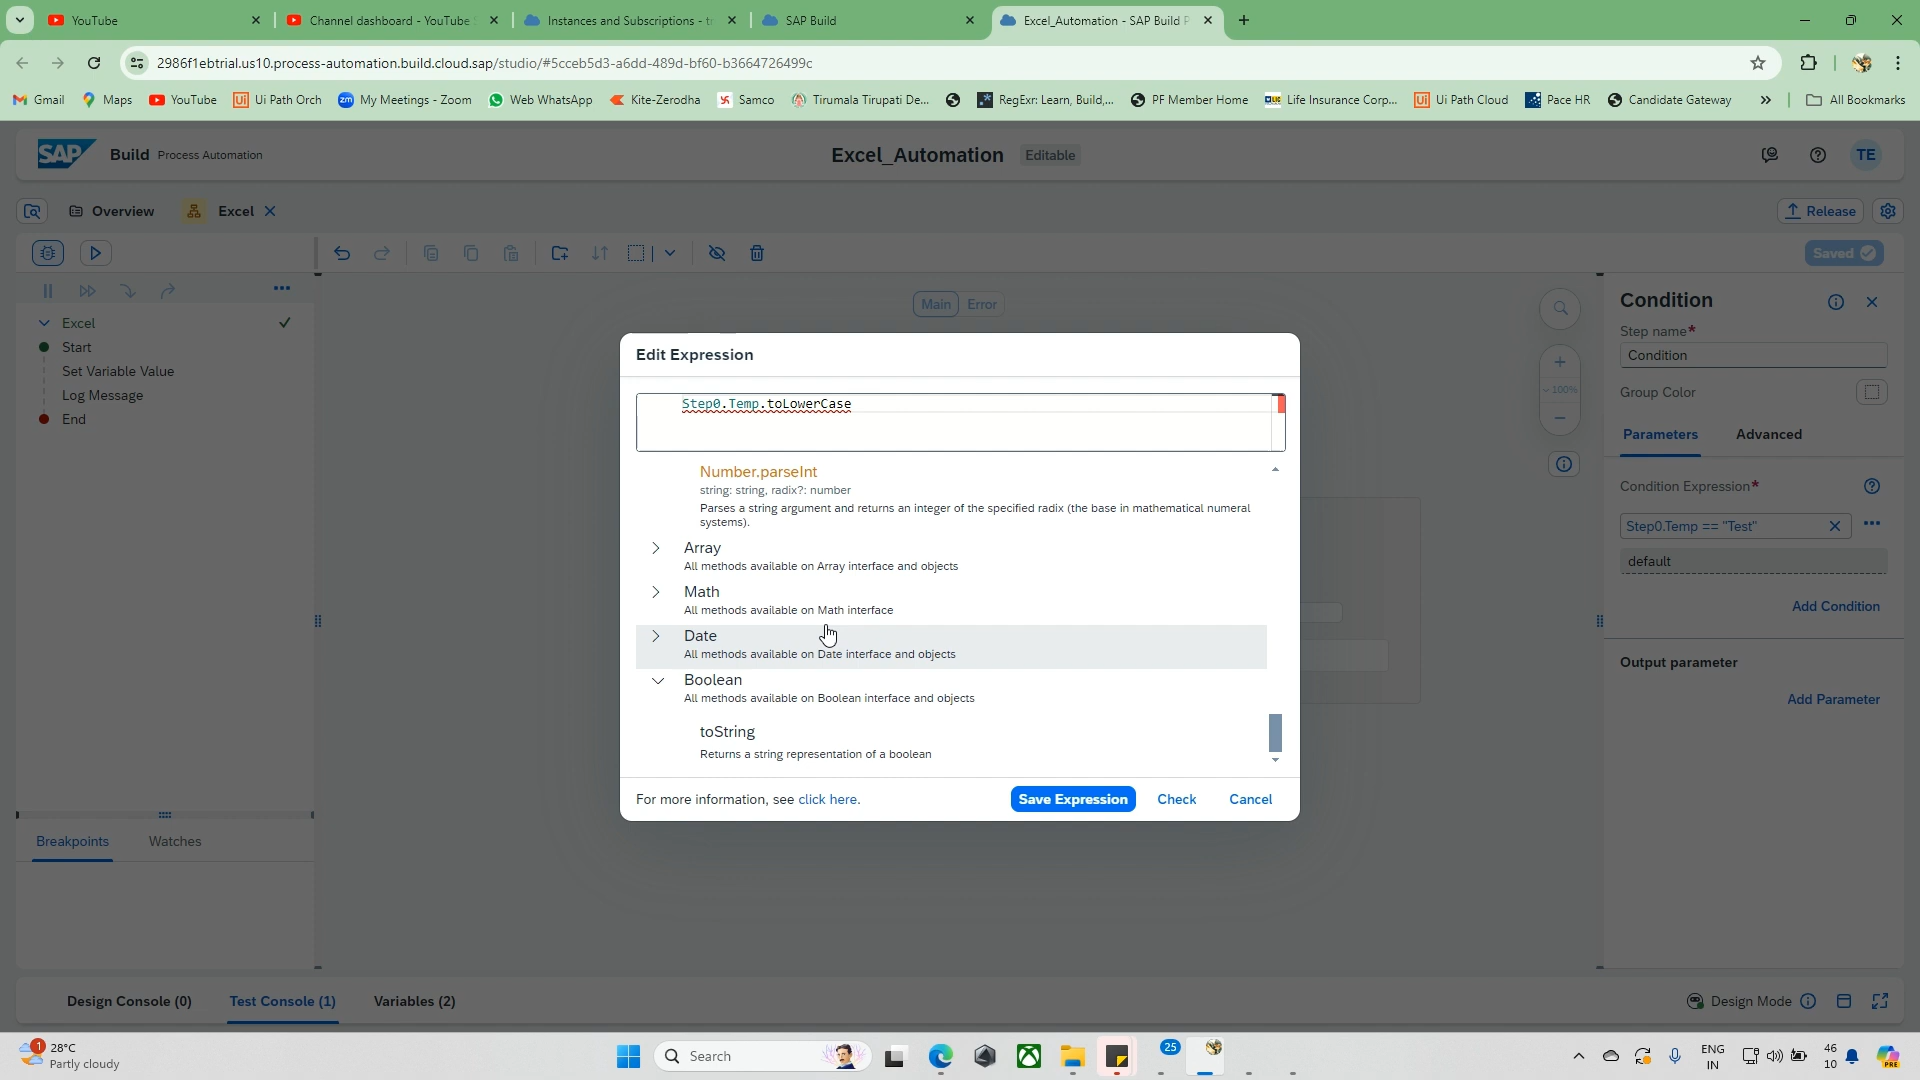 YouTube
Channel dashboard - YouTube S
Instances and Subscriptions - tr
SAP Build
Excel_Automation - SAP Build P
2986f1ebtrial.us10.process-automation.build.cloud.sap/studio/#5cceb5d3-a6dd-489d-bf60-b3664726499c
Gmail
Maps
YouTube
Ui Path Orch
My Meetings - Zoom
Web WhatsApp
Kite-Zerodha
Samco
Tirumala Tirupati De...
RegExr: Learn, Build,...
PF Member Home
Life Insurance Corp...
Ui Path Cloud
Pace HR
Candidate Gateway
All Bookmarks
SAP Build Process Automation
Excel_Automation Editable
TE
Overview
Excel
Release
Saved
Main Error
Excel
Start
Set Variable Value
Log Message
End
Breakpoints Watches
Edit Expression
Step0.Temp.toLowerCase
Number.parseInt
string: string, radix?: number
Parses a string argument and returns an integer of the specified radix (the base in mathematical numeral
systems).
Array
All methods available on Array interface and objects
Math
All methods available on Math interface
Date
All methods available on Date interface and objects
Boolean
All methods available on Boolean interface and objects
toString
Returns a string representation of a boolean
For more information, see click here.
Save Expression Check Cancel
100%
Condition
Step name*
Condition
Group Color
Parameters Advanced
Condition Expression*
Step0.Temp == "Test"
default
Add Condition
Output parameter
Add Parameter
Design Console (0) Test Console (1) Variables (2)
Design Mode
1
28°C
Partly cloudy
Search
25
ENG
IN
46
10
PRE